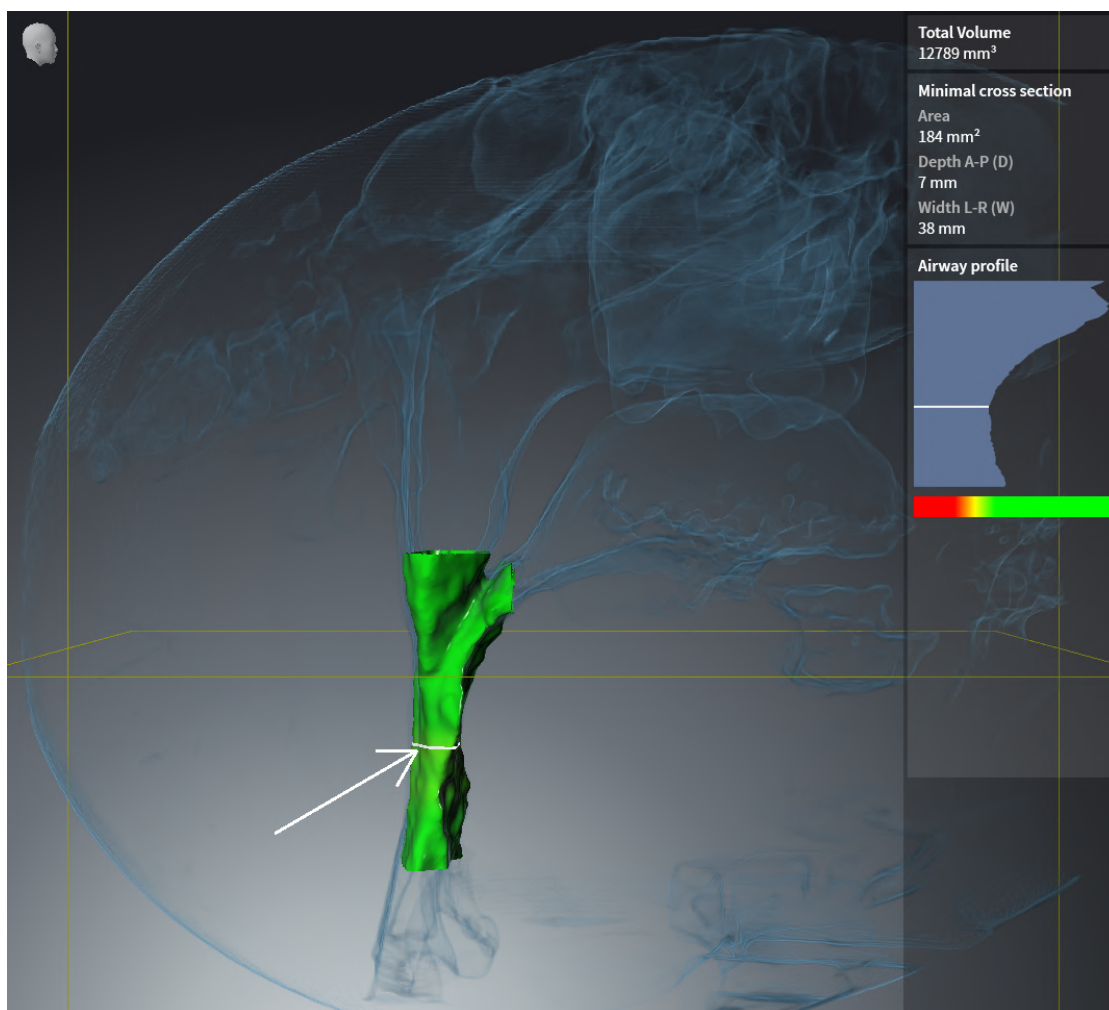 Total Volume
12789 mm³
Minimal cross section
Area
184 mm²
Depth A-P (D)
7 mm
Width L-R (W)
38 mm
Airway profile